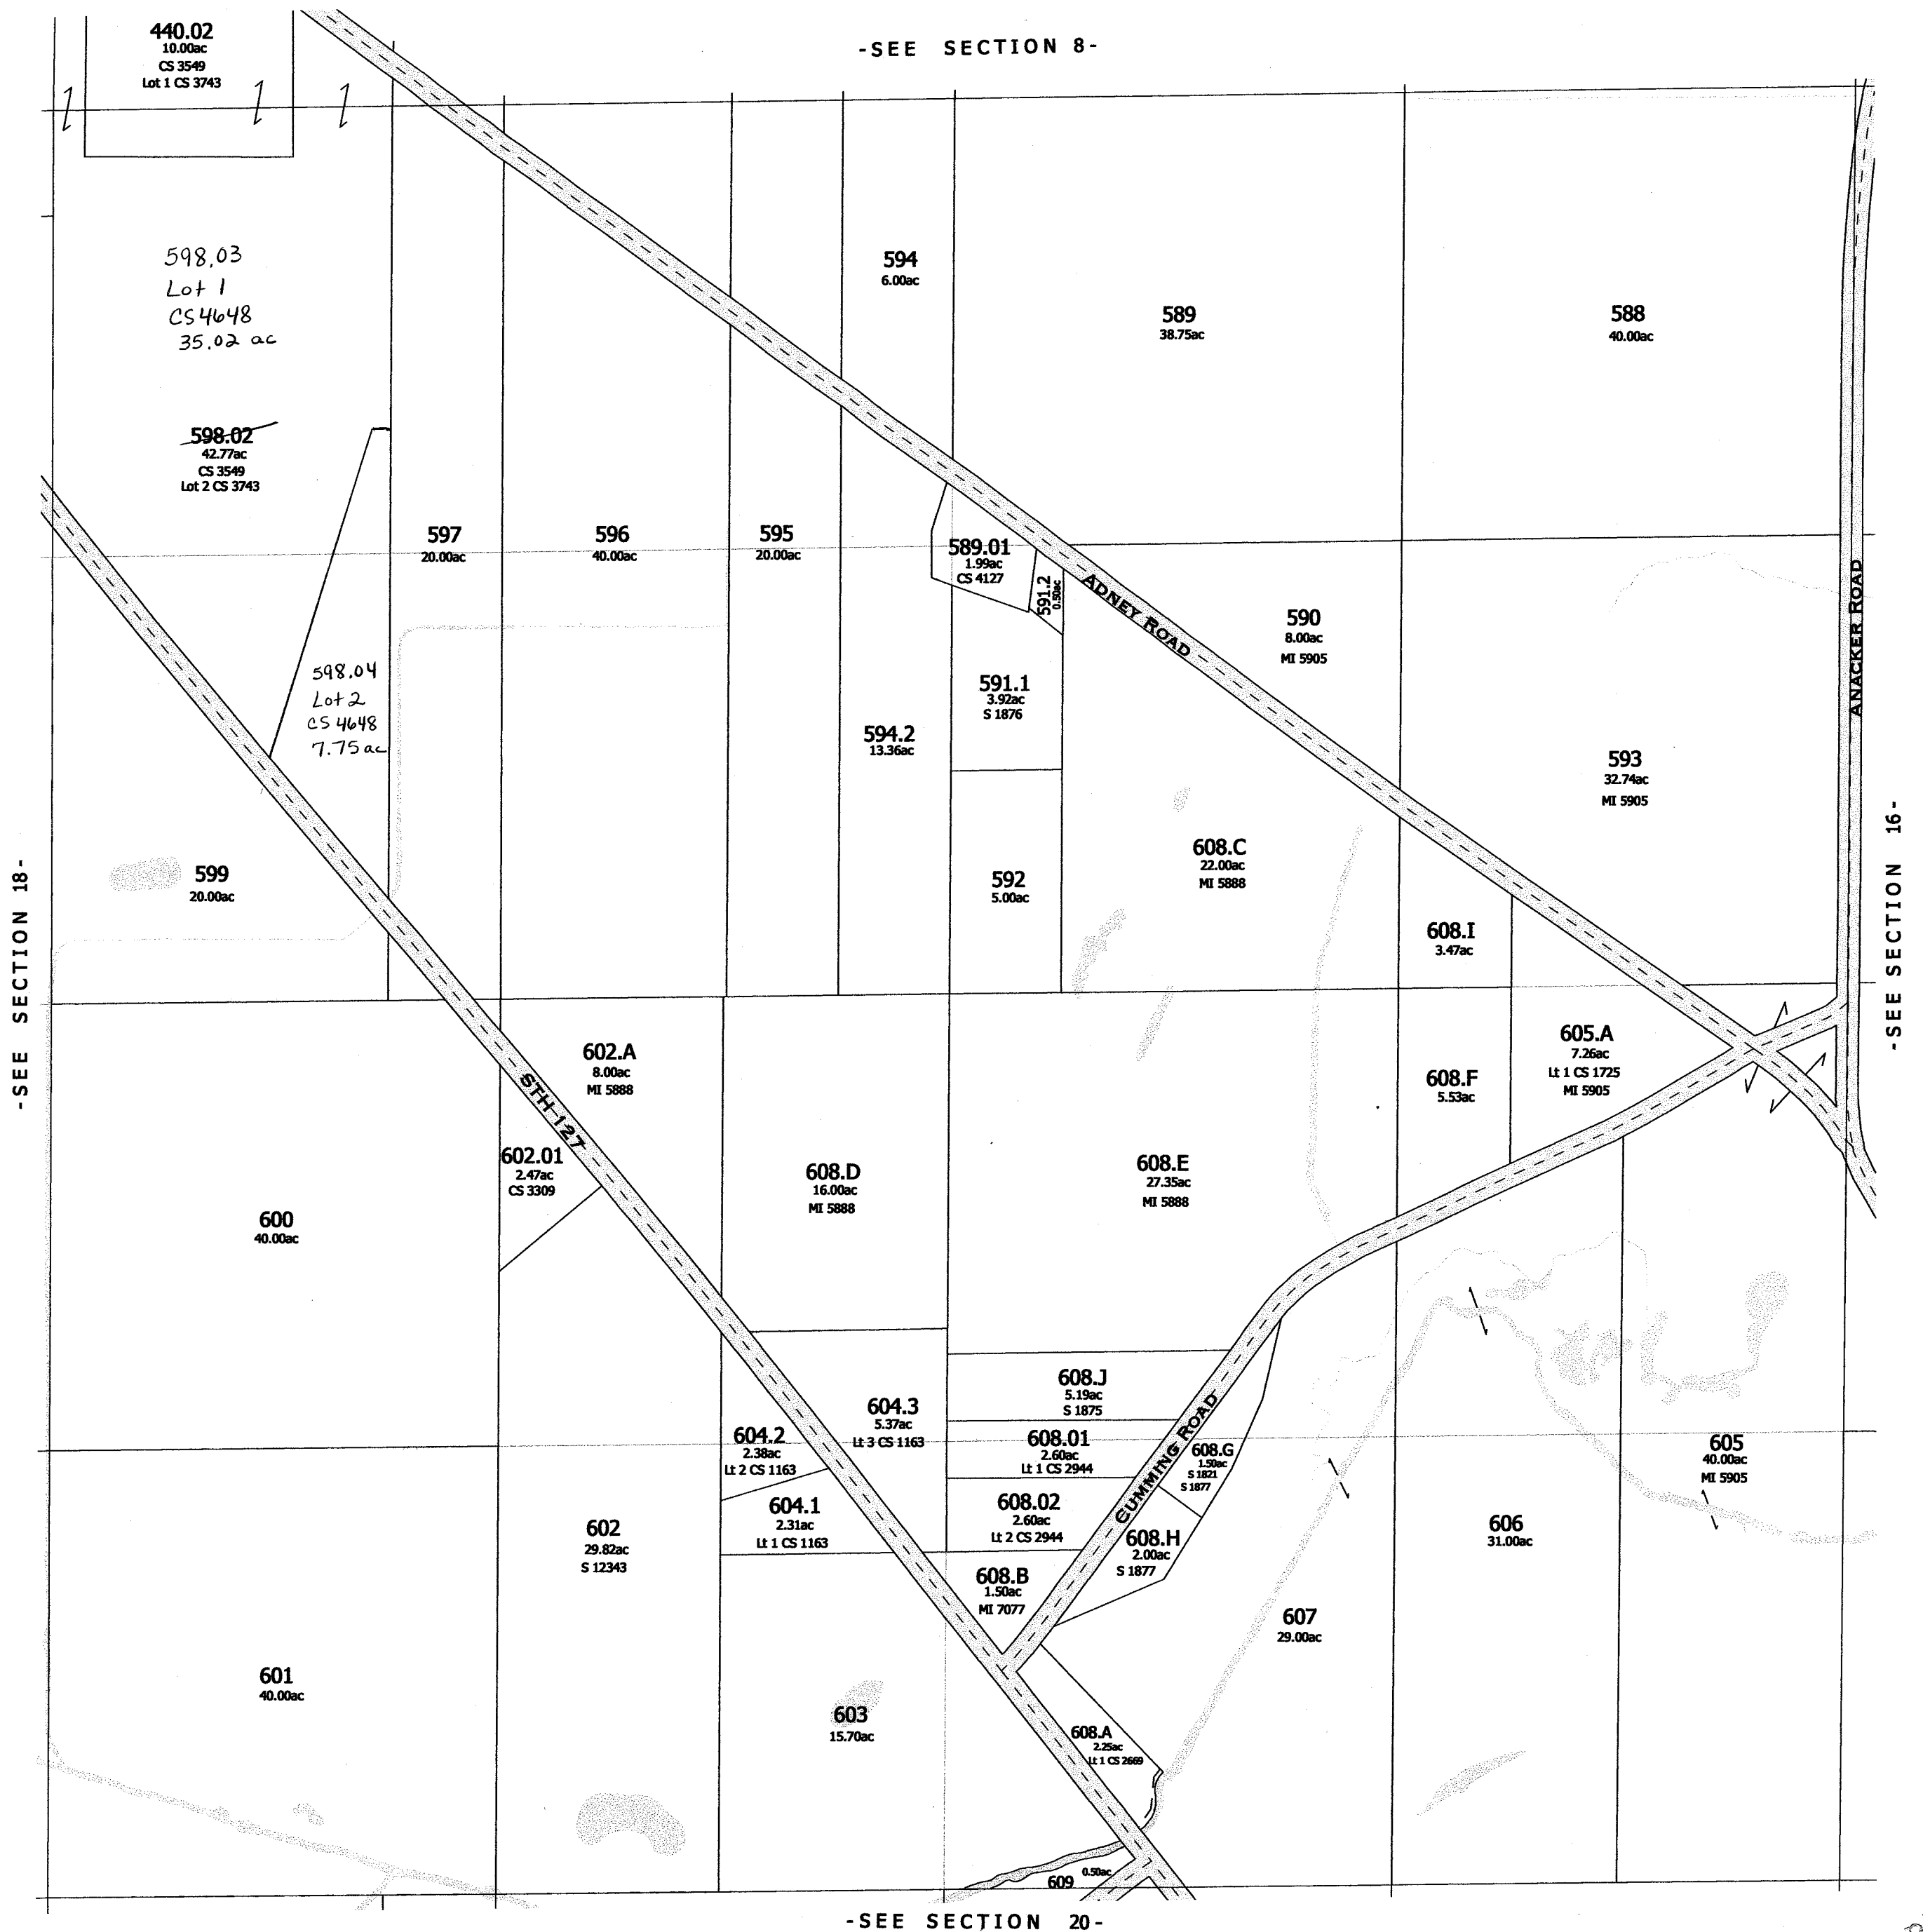 440.02
10.00ac
CS 3549
Lot 1 CS 3743
-SEE SECTION 8-
598.03
Lot 1
CS 4648
35.02 ac
598.02
42.77ac
CS 3549
Lot 2 CS 3743
594
6.00ac
589
38.75ac
588
40.00ac
597
20.00ac
596
40.00ac
595
20.00ac
589.01
1.99ac
CS 4127
591.2
0.50ac
ADNEY ROAD
590
8.00ac
MI 5905
ANACKER ROAD
598.04
Lot 2
CS 4648
7.75 ac
591.1
3.92ac
S 1876
594.2
13.36ac
593
32.74ac
MI 5905
599
20.00ac
592
5.00ac
608.C
22.00ac
MI 5888
608.I
3.47ac
-SEE SECTION 18-
-SEE SECTION 16-
602.A
8.00ac
MI 5888
STH-127
602.01
2.47ac
CS 3309
608.D
16.00ac
MI 5888
608.E
27.35ac
MI 5888
608.F
5.53ac
605.A
7.26ac
Lt 1 CS 1725
MI 5905
600
40.00ac
608.J
5.19ac
S 1875
604.3
5.37ac
Lt 3 CS 1163
604.2
2.38ac
Lt 2 CS 1163
608.01
2.60ac
Lt 1 CS 2944
CUMMING ROAD
608.G
1.50ac
S 1821
S 1877
605
40.00ac
MI 5905
604.1
2.31ac
Lt 1 CS 1163
608.02
2.60ac
Lt 2 CS 2944
602
29.82ac
S 12343
608.H
2.00ac
S 1877
606
31.00ac
608.B
1.50ac
MI 7077
607
29.00ac
601
40.00ac
603
15.70ac
608.A
2.25ac
Lt 1 CS 2669
609
0.50ac
-SEE SECTION 20-